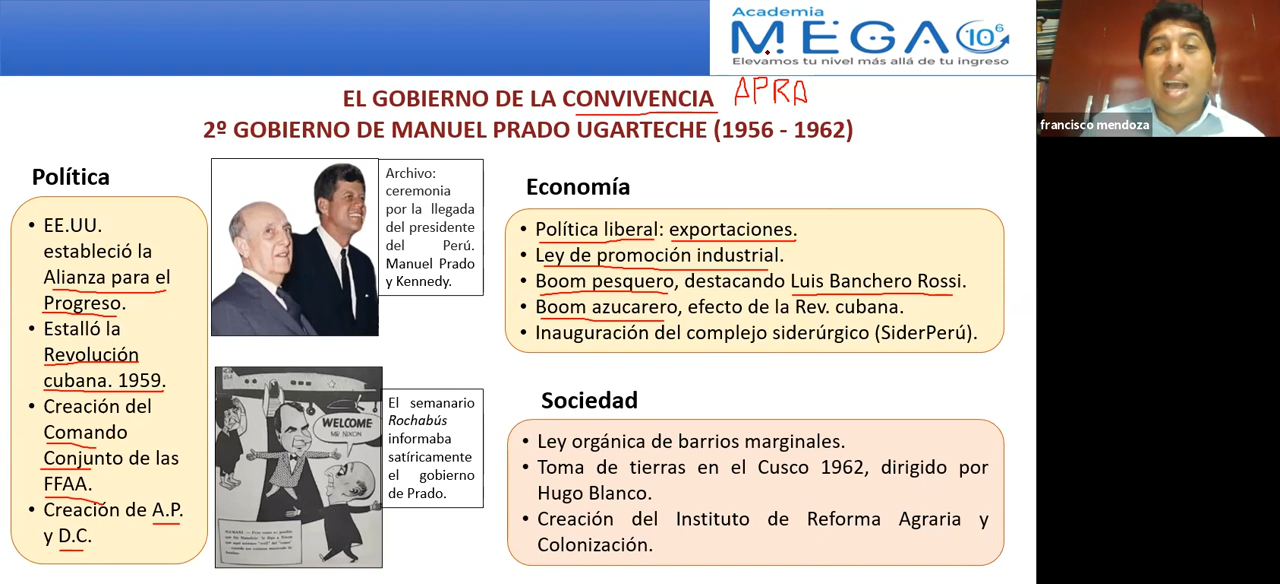 Academia
MEGA 10⁶
Elevamos tu nivel más allá de tu ingreso
francisco mendoza
EL GOBIERNO DE LA CONVIVENCIA APRA
2º GOBIERNO DE MANUEL PRADO UGARTECHE (1956 - 1962)
Política
• EE.UU.
estableció la
Alianza para el
Progreso.
• Estalló la
Revolución
cubana. 1959.
• Creación del
Comando
Conjunto de las
FFAA.
• Creación de A.P.
y D.C.
Archivo:
ceremonia
por la llegada
del presidente
del Perú.
Manuel Prado
y Kennedy.
WELCOME
MR NIXON
El semanario
Rochabús
informaba
satíricamente
el gobierno
de Prado.
Economía
• Política liberal: exportaciones.
• Ley de promoción industrial.
• Boom pesquero, destacando Luis Banchero Rossi.
• Boom azucarero, efecto de la Rev. cubana.
• Inauguración del complejo siderúrgico (SiderPerú).
Sociedad
• Ley orgánica de barrios marginales.
• Toma de tierras en el Cusco 1962, dirigido por
Hugo Blanco.
• Creación del Instituto de Reforma Agraria y
Colonización.